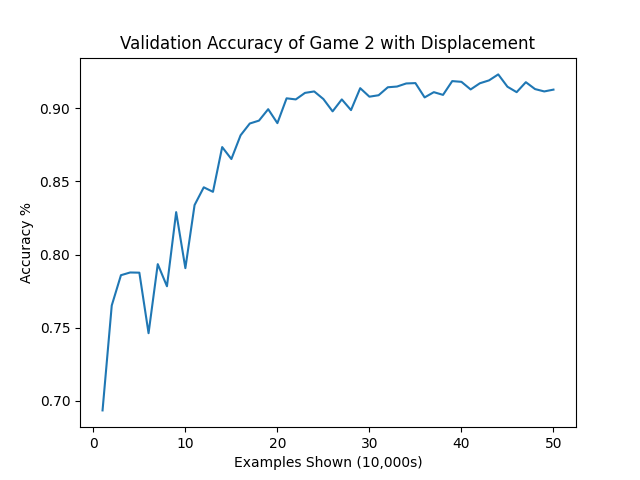 Validation Accuracy of Game 2 with Displacement
0.90
0.85
0.80
0.75
0.70
Accuracy %
0 10 20 30 40 50
Examples Shown (10,000s)